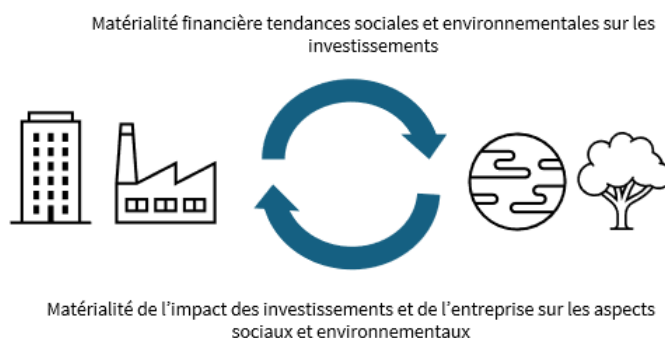 Matérialité financière tendances sociales et environnementales sur les
investissements
Matérialité de l'impact des investissements et de l'entreprise sur les aspects
sociaux et environnementaux